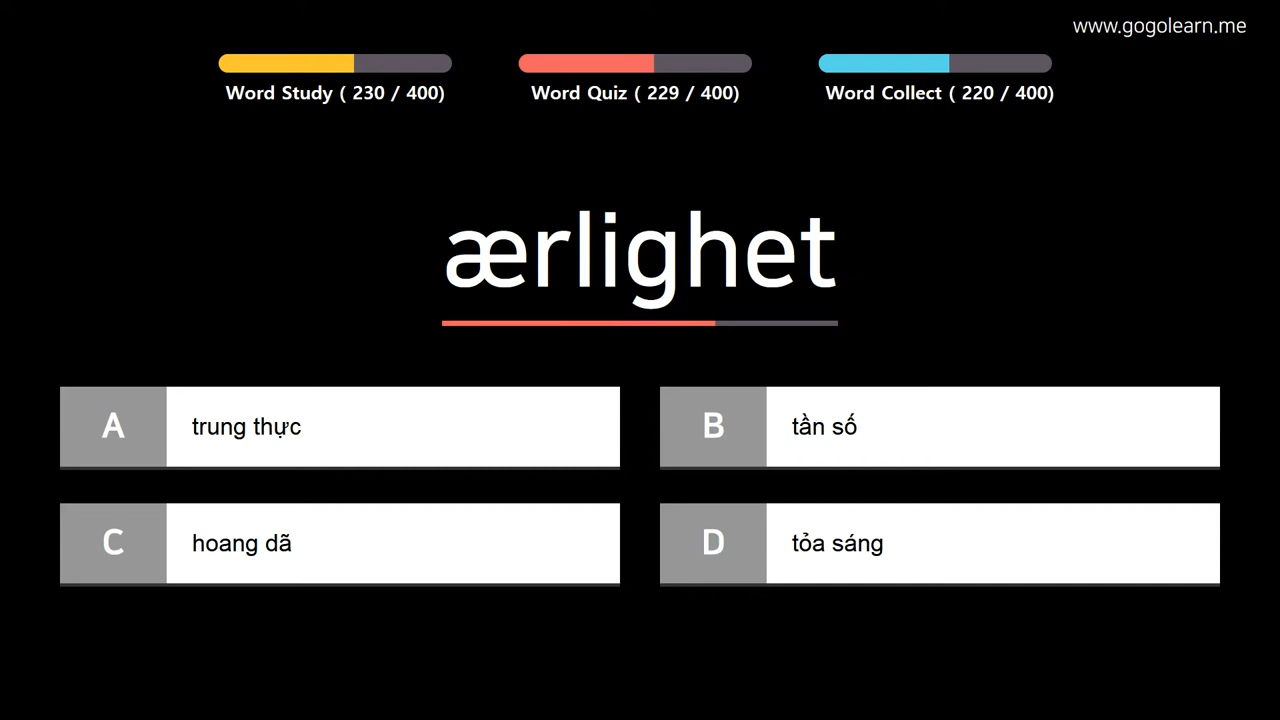 www.gogolearn.me
Word Study ( 230 / 400)
Word Quiz ( 229 / 400)
Word Collect ( 220 / 400)
ærlighet
A
trung thực
B
tần số
C
hoang dã
D
tỏa sáng